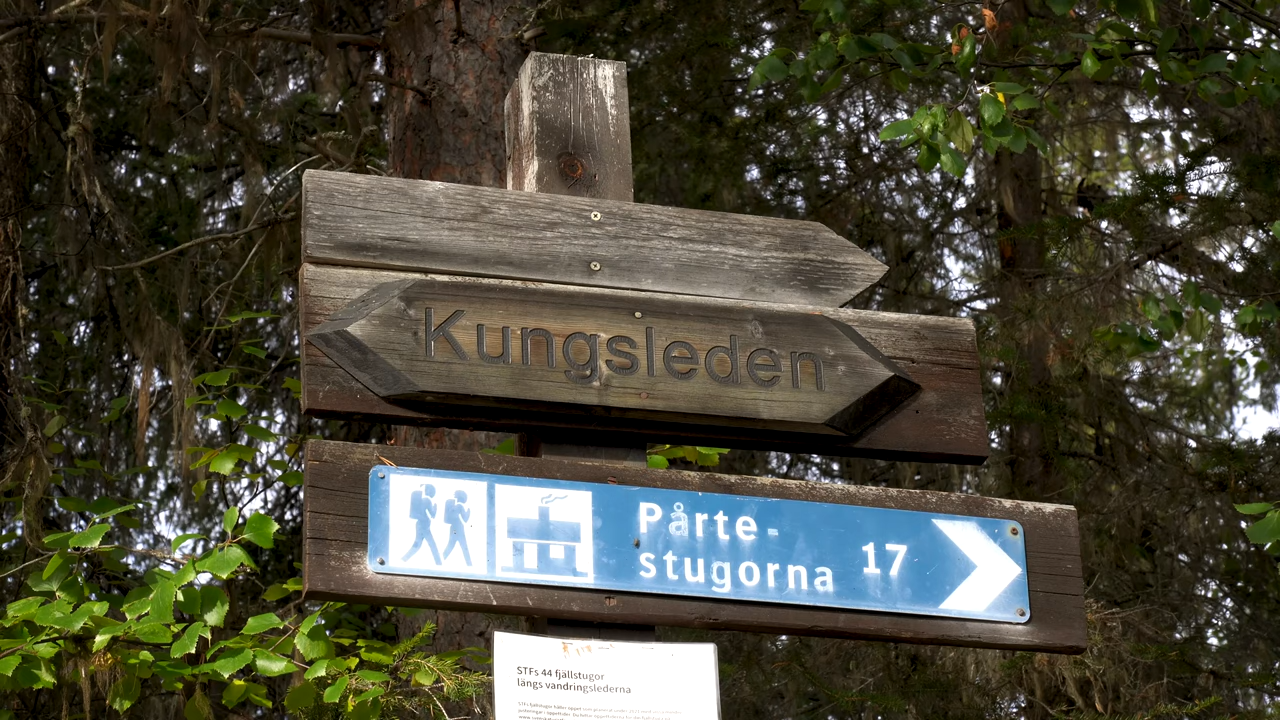 Kungsleden
Pårte-
stugorna 17
STFs 44 fjällstugor
längs vandringslederna